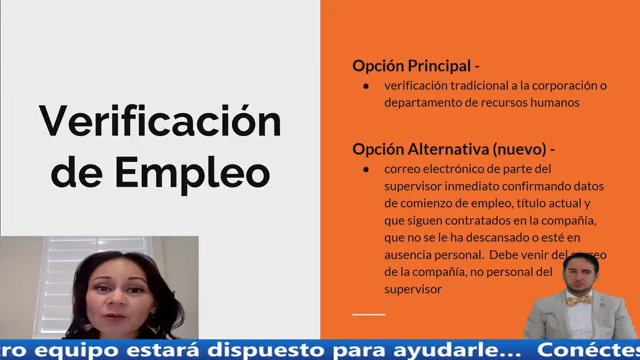 Verificación
de Empleo
Opción Principal -
● verificación tradicional a la corporación o
departamento de recursos humanos
Opción Alternativa (nuevo) -
● correo electrónico de parte del
supervisor inmediato confirmando datos
de comienzo de empleo, título actual y
que siguen contratados en la compañía,
que no se le ha descansado o esté en
ausencia personal. Debe venir del
de la compañía, no personal del
supervisor
equipo estará dispuesto para ayudarle...